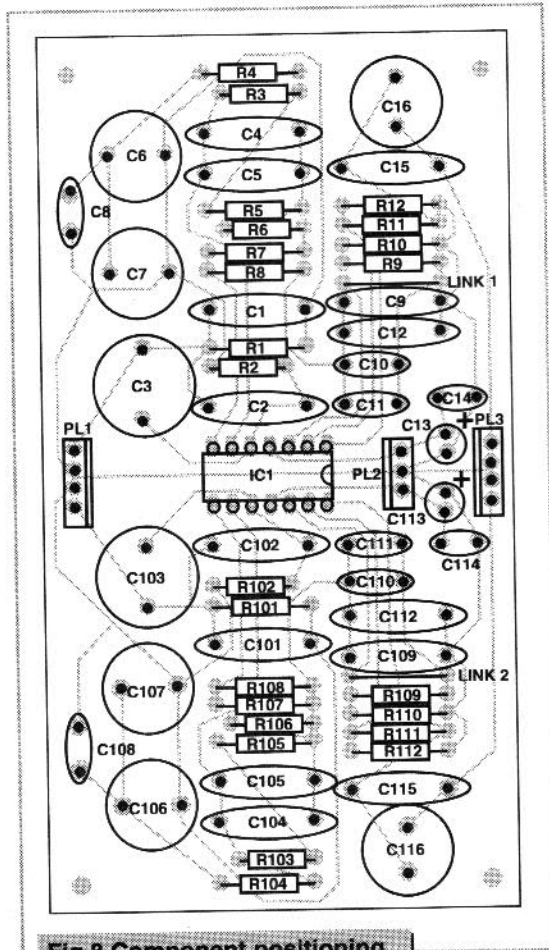 R4
R3
C16
C4
C6
C15
C5
C8
R12
R5
R11
R6
R10
R7
R9
R8
C7
LINK 1
C9
C1
C12
R1
C10
R2
C3
C14
C2
C11
C13
+
PL3
PL1
IC1
PL2
+
C113
C102
C111
C114
C103
R102
C110
R101
C112
C101
C109
LINK 2
R108
C107
R109
R107
R110
R106
R111
R105
R112
C108
C105
C115
C106
C104
C116
R103
R104
Fig.8 Component positioning